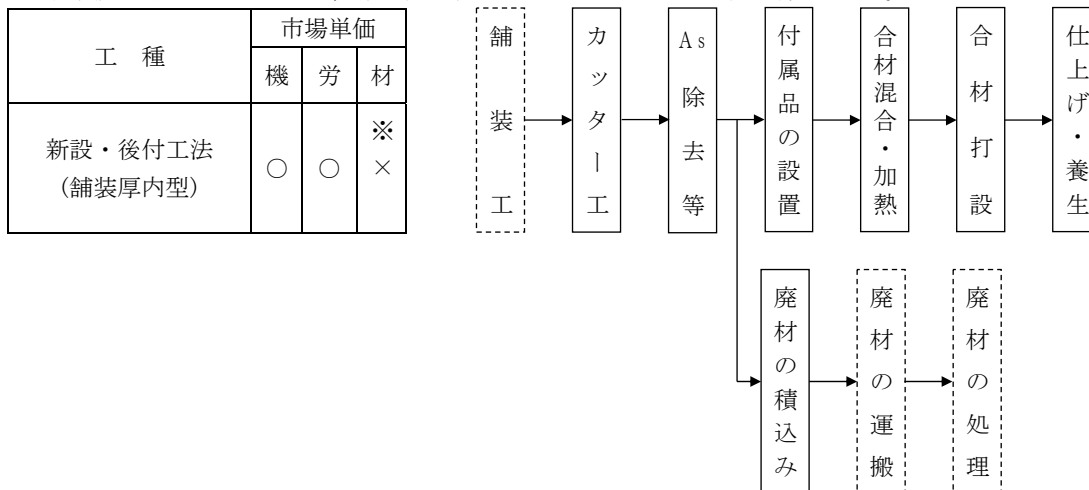 工 種
市場単価
機 労 材
新設・後付工法
(舗装厚内型)
○ ○ ※
×
舗装工
カッター工
As除去等
付属品の設置
合材混合・加熱
合材打設
仕上げ・養生
廃材の積込み
廃材の運搬
廃材の処理